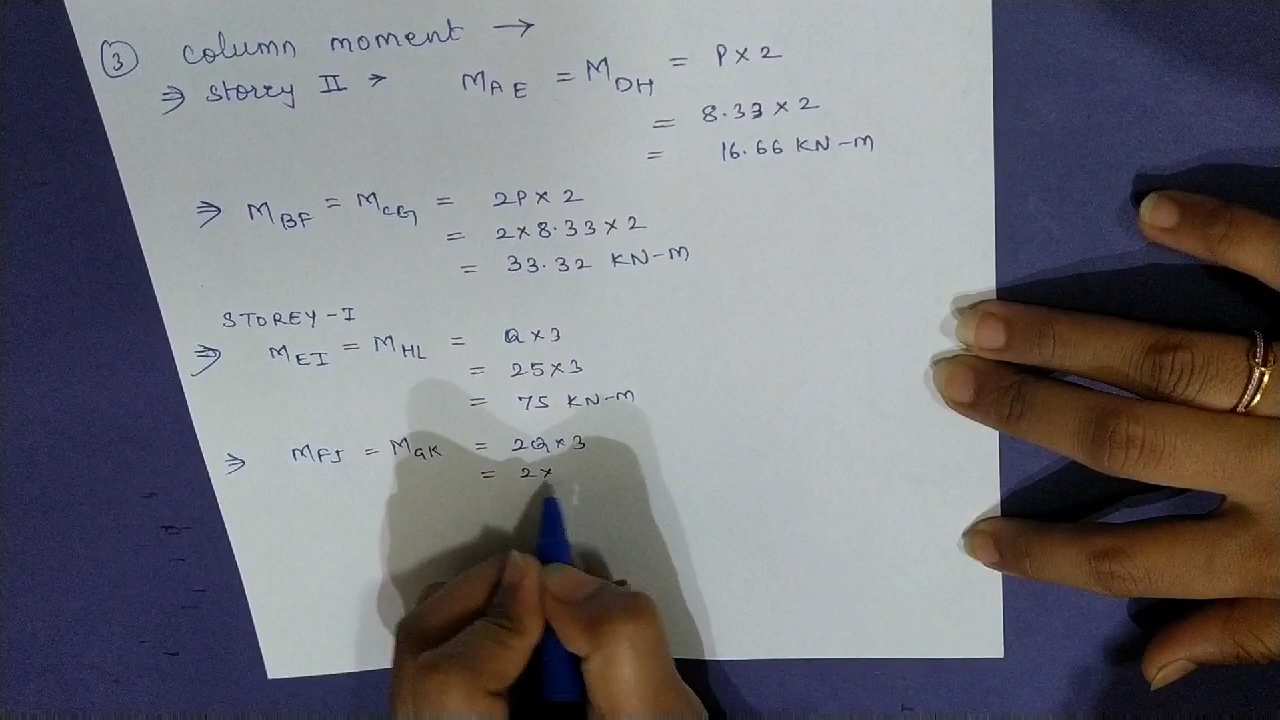 ③ column moment →
⇒ storey II → M_AE = M_DH = P × 2
= 8.33 × 2
= 16.66 KN-m
⇒ M_BF = M_CG = 2P × 2
= 2 × 8.33 × 2
= 33.32 KN-m
STOREY - I
⇒ M_EI = M_HL = Q × 3
= 25 × 3
= 75 KN-m
⇒ M_FJ = M_GK = 2Q × 3
= 2 ×